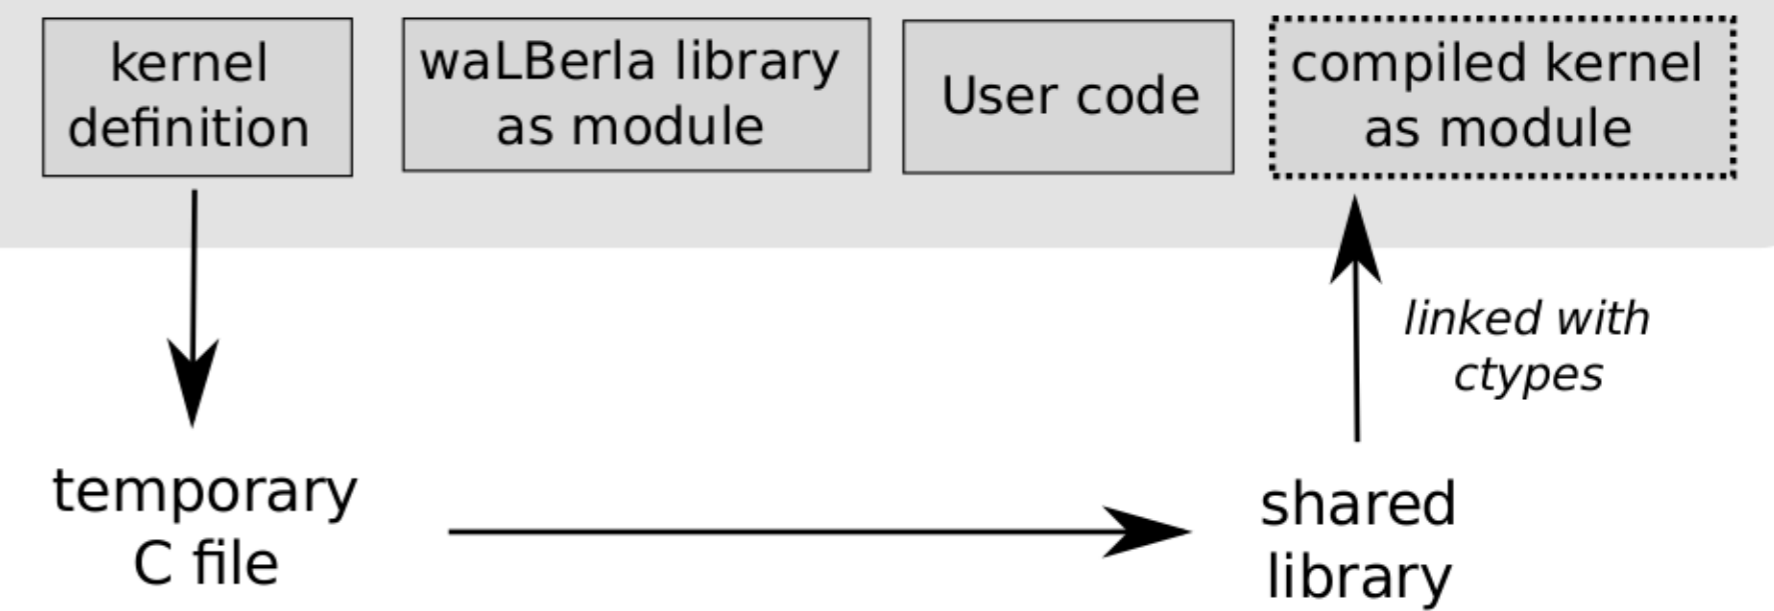 kernel
definition
waLBerla library
as module
User code
compiled kernel
as module
linked with
ctypes
temporary
C file
shared
library